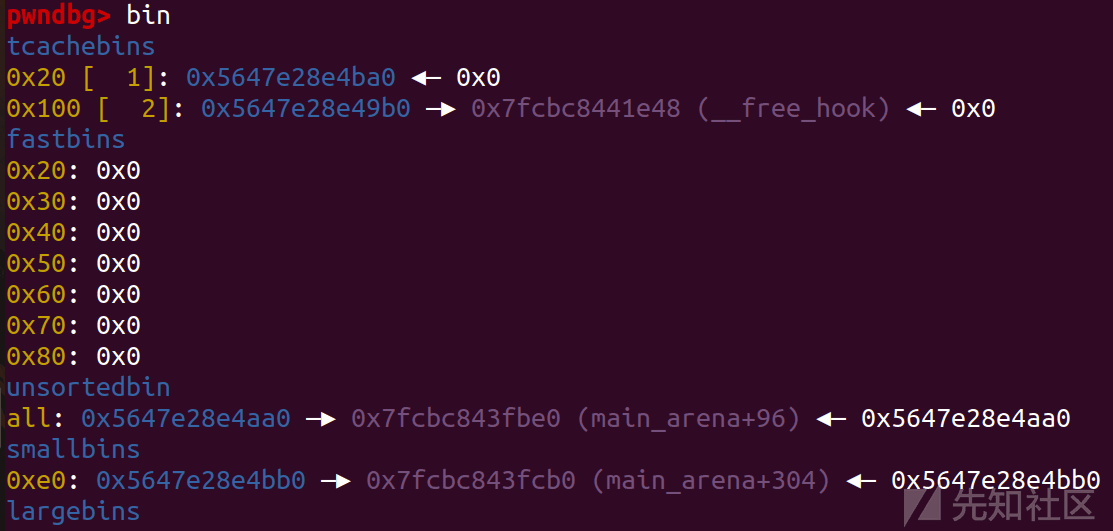 pwndbg> bin
tcachebins
0x20 [  1]: 0x5647e28e4ba0 ◂— 0x0
0x100 [  2]: 0x5647e28e49b0 —▸ 0x7fcbc8441e48 (__free_hook) ◂— 0x0
fastbins
0x20: 0x0
0x30: 0x0
0x40: 0x0
0x50: 0x0
0x60: 0x0
0x70: 0x0
0x80: 0x0
unsortedbin
all: 0x5647e28e4aa0 —▸ 0x7fcbc843fbe0 (main_arena+96) ◂— 0x5647e28e4aa0
smallbins
0xe0: 0x5647e28e4bb0 —▸ 0x7fcbc843fcb0 (main_arena+304) ◂— 0x5647e28e4bb0
largebins
先知社区